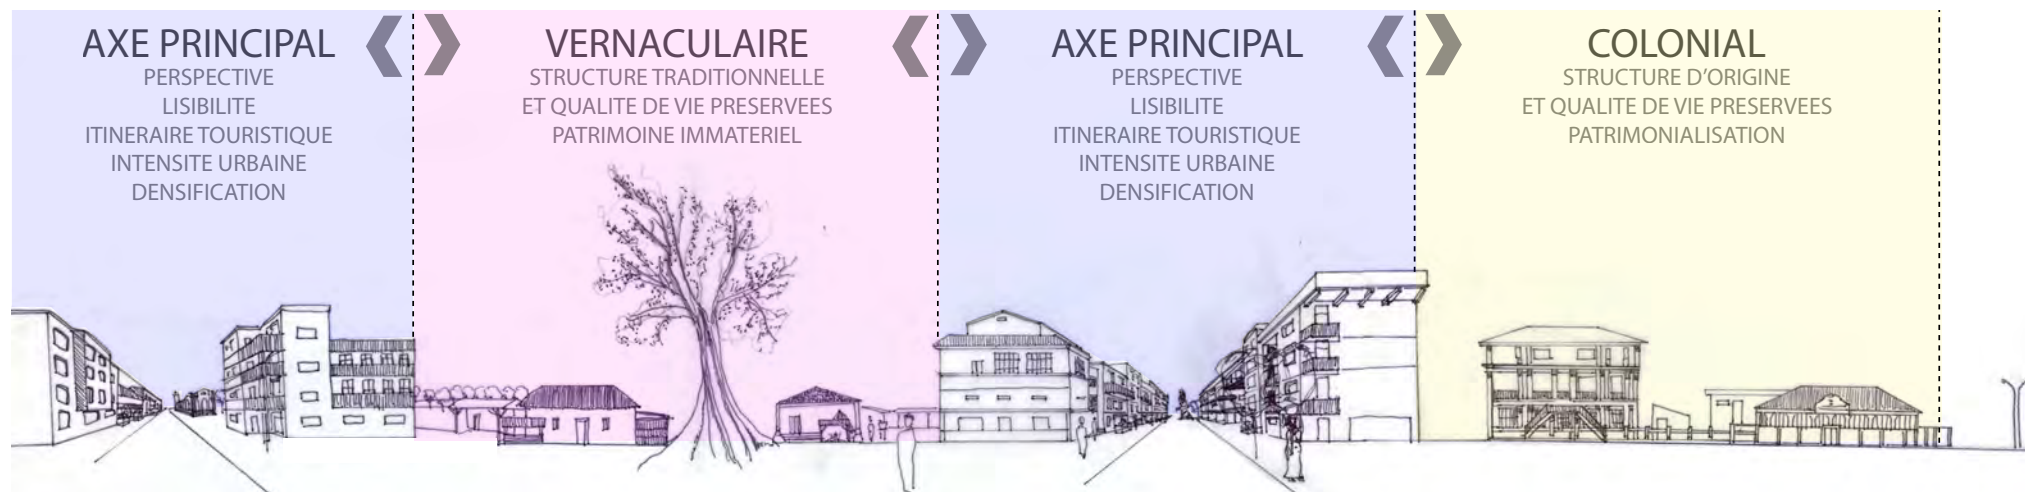 AXE PRINCIPAL
PERSPECTIVE
LISIBILITE
ITINERAIRE TOURISTIQUE
INTENSITE URBAINE
DENSIFICATION
VERNACULAIRE
STRUCTURE TRADITIONNELLE
ET QUALITE DE VIE PRESERVEES
PATRIMOINE IMMATERIEL
AXE PRINCIPAL
PERSPECTIVE
LISIBILITE
ITINERAIRE TOURISTIQUE
INTENSITE URBAINE
DENSIFICATION
COLONIAL
STRUCTURE D'ORIGINE
ET QUALITE DE VIE PRESERVEES
PATRIMONIALISATION